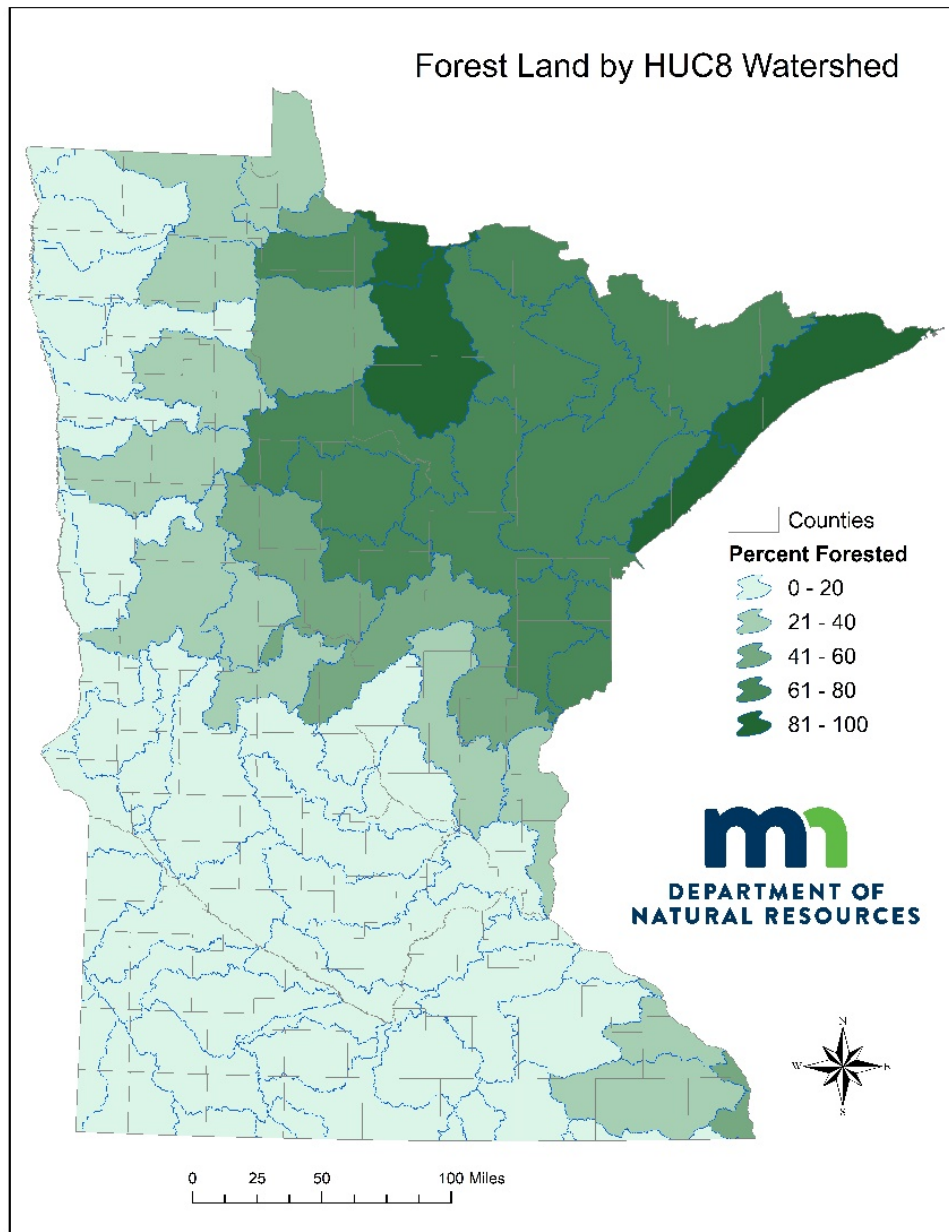 Forest Land by HUC8 Watershed
Counties
Percent Forested
0 - 20
21 - 40
41 - 60
61 - 80
81 - 100
mn
DEPARTMENT OF
NATURAL RESOURCES
N
W E
S
0 25 50 100 Miles